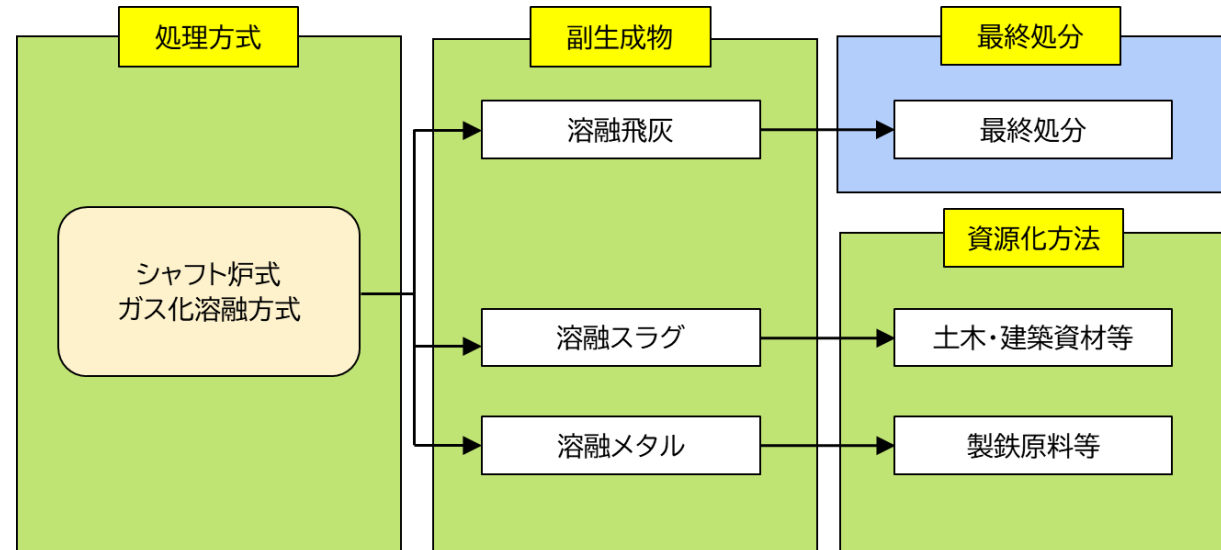 処理方式
副生成物
最終処分
溶融飛灰
最終処分
資源化方法
シャフト炉式
ガス化溶融方式
溶融スラグ
土木・建築資材等
溶融メタル
製鉄原料等